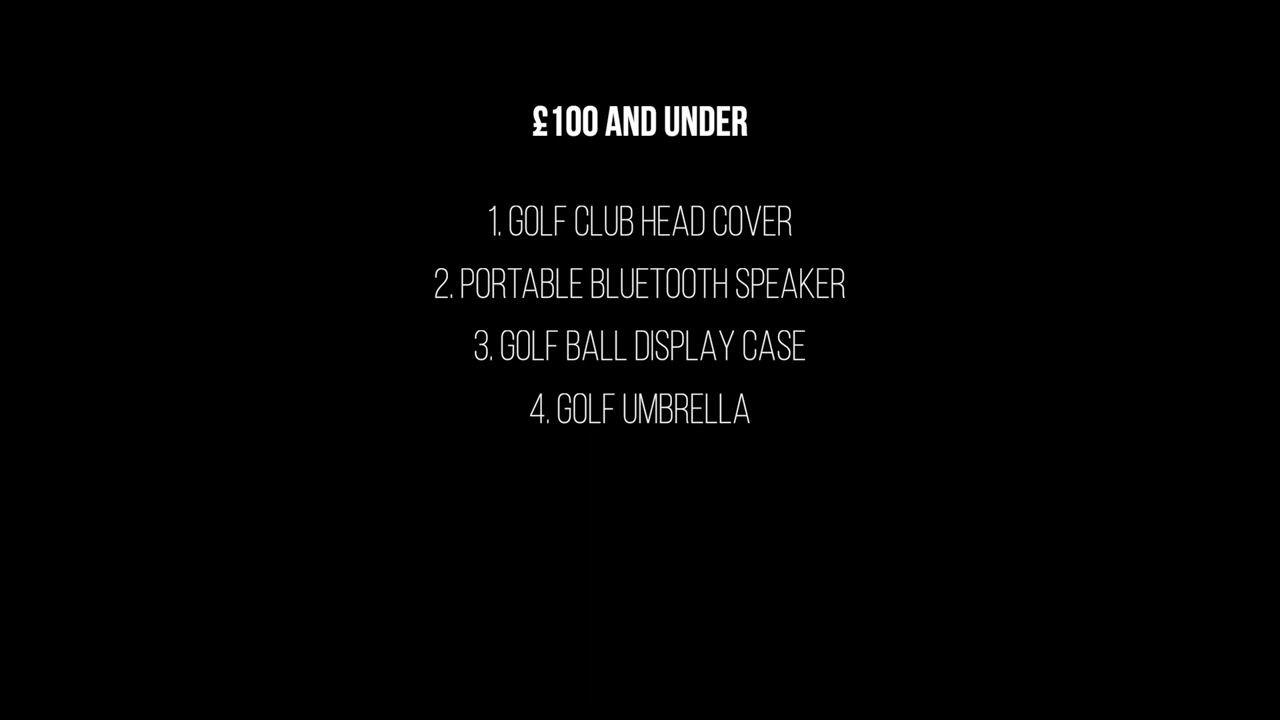 £100 AND UNDER
1. GOLF CLUB HEAD COVER
2. PORTABLE BLUETOOTH SPEAKER
3. GOLF BALL DISPLAY CASE
4. GOLF UMBRELLA